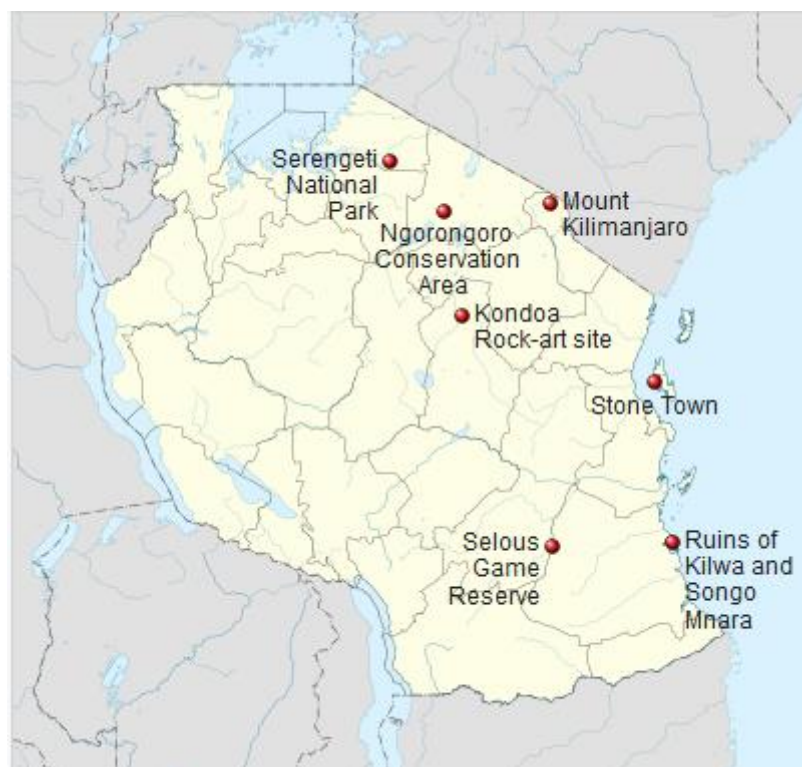 Serengeti
National
Park
Mount
Kilimanjaro
Ngorongoro
Conservation
Area
Kondoa
Rock-art site
Stone Town
Selous
Game
Reserve
Ruins of
Kilwa and
Songo
Mnara